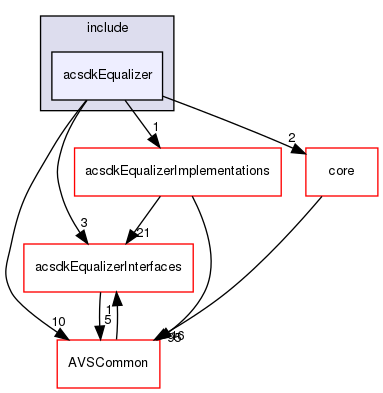 include
acsdkEqualizer
1
2
acsdkEqualizerImplementations
core
3
21
acsdkEqualizerInterfaces
1
5
10
AVSCommon